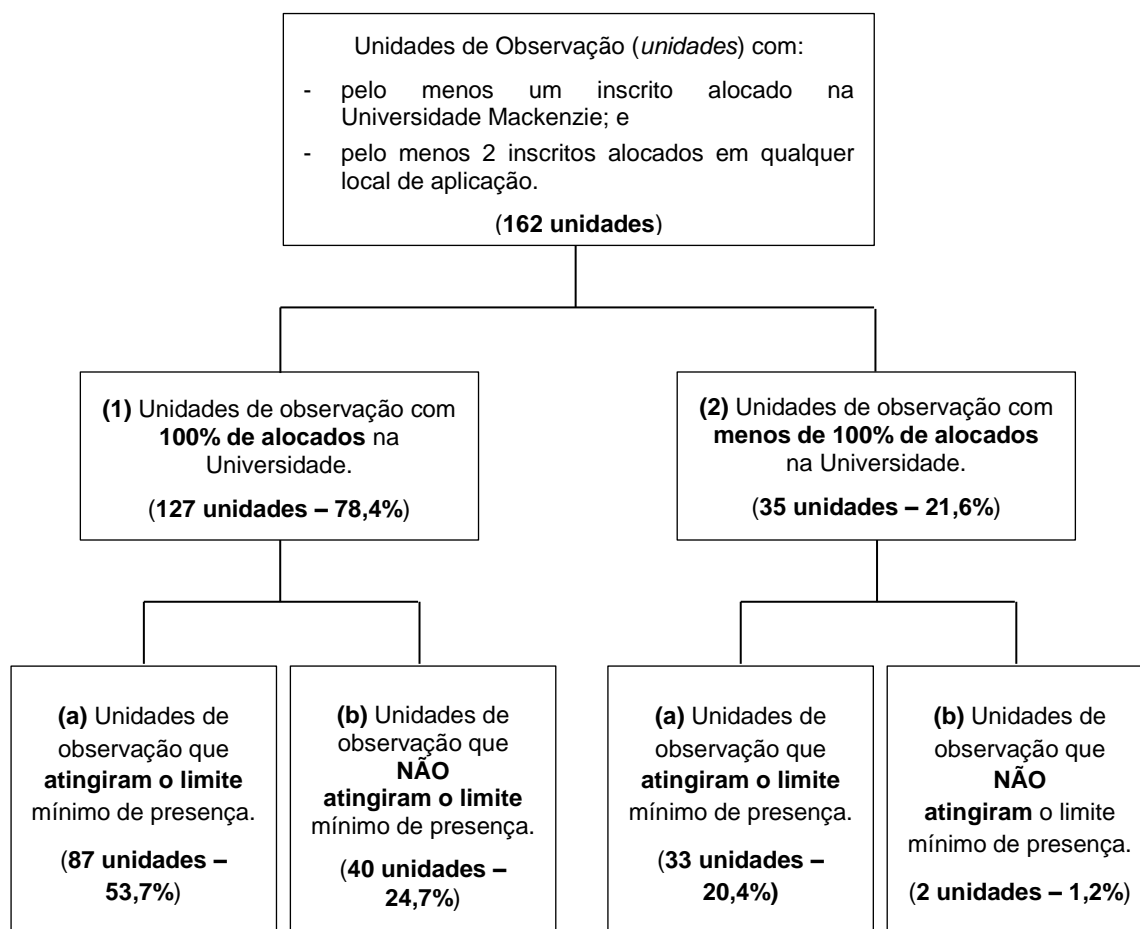 Unidades de Observação (unidades) com:
- pelo menos um inscrito alocado na
Universidade Mackenzie; e
- pelo menos 2 inscritos alocados em qualquer
local de aplicação.
(162 unidades)
(1) Unidades de observação com
100% de alocados na
Universidade.
(127 unidades – 78,4%)
(2) Unidades de observação com
menos de 100% de alocados
na Universidade.
(35 unidades – 21,6%)
(a) Unidades de
observação que
atingiram o limite
mínimo de presença.
(87 unidades –
53,7%)
(b) Unidades de
observação que
NÃO
atingiram o limite
mínimo de presença.
(40 unidades –
24,7%)
(a) Unidades de
observação que
atingiram o limite
mínimo de presença.
(33 unidades –
20,4%)
(b) Unidades de
observação que
NÃO
atingiram o limite
mínimo de presença.
(2 unidades – 1,2%)